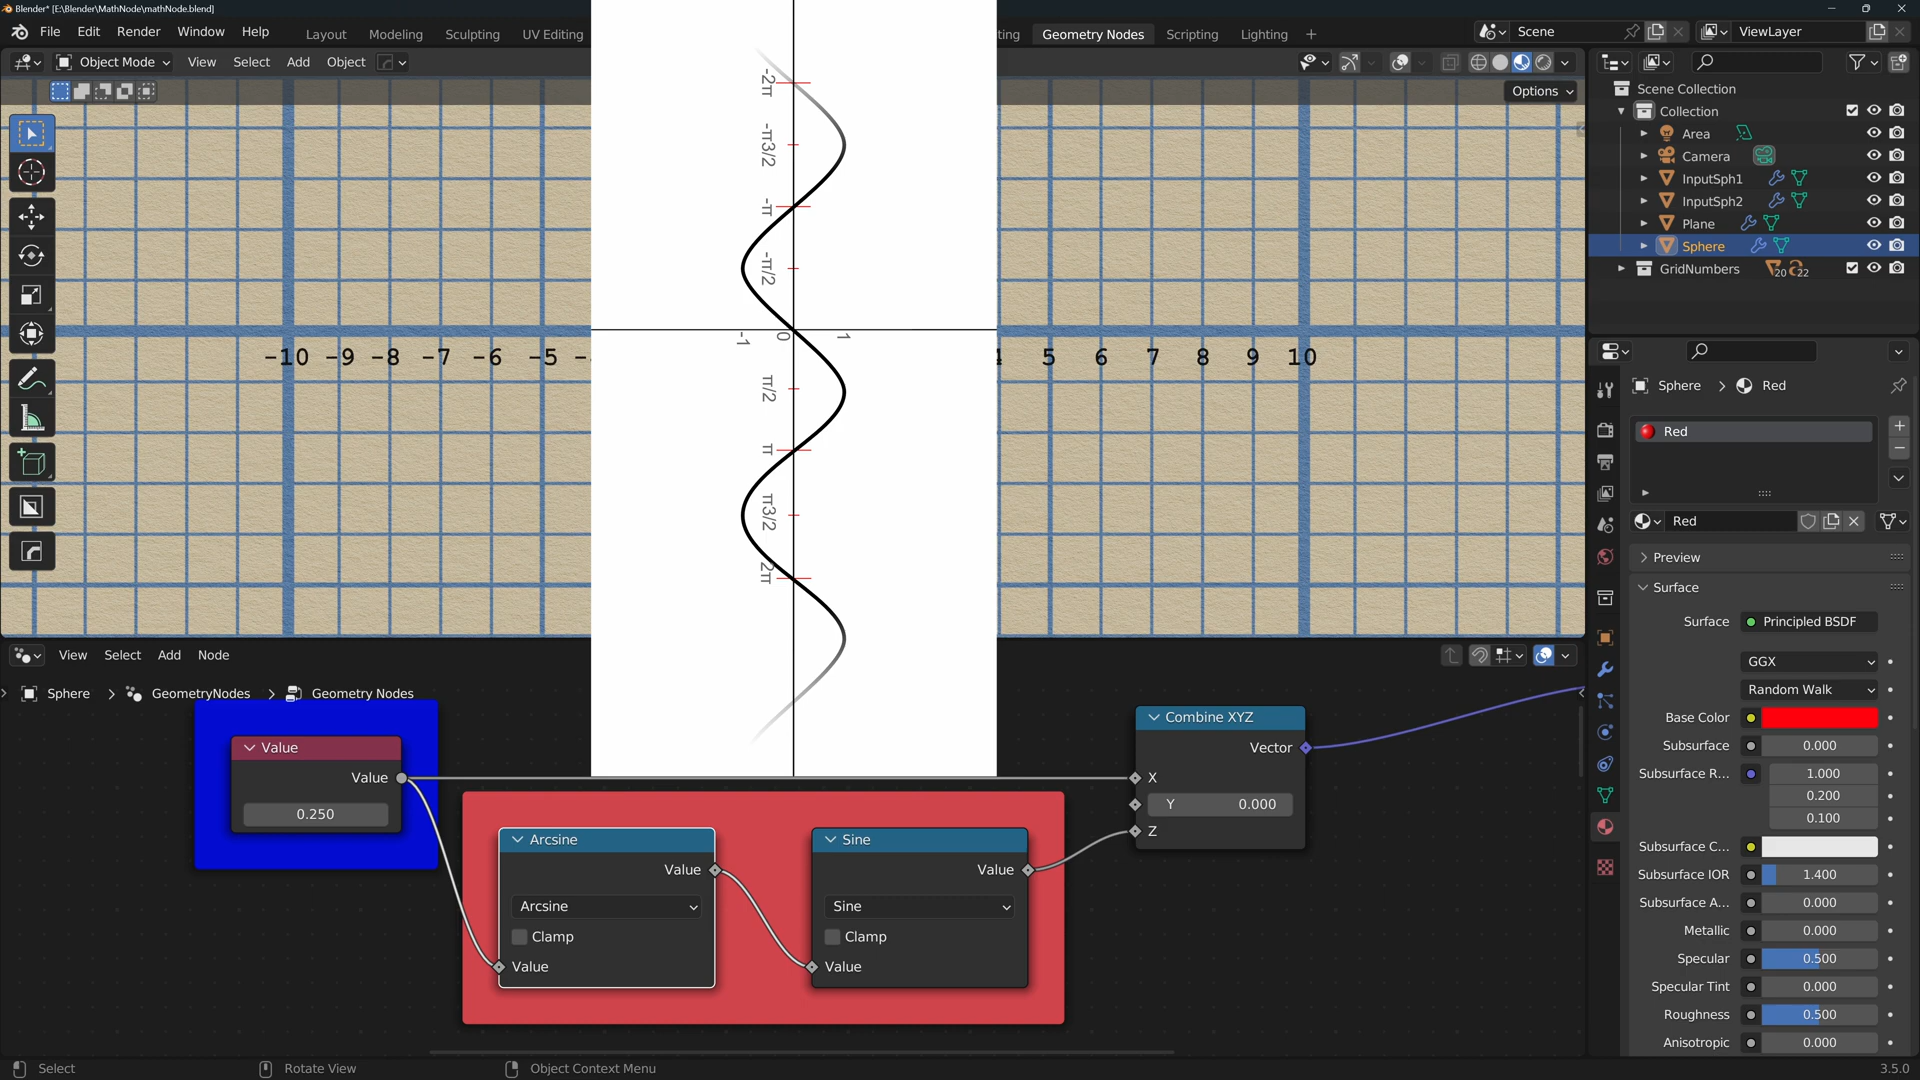 Blender* [E:\Blender\MathNode\mathNode.blend]
File Edit Render Window Help Layout Modeling Sculpting UV Editing Geometry Nodes Scripting Lighting + Scene ViewLayer
Object Mode View Select Add Object
Options
-2π
-π3/2
-π
-π/2
-1 0 1
-10 -9 -8 -7 -6 -5 5 6 7 8 9 10
π/2
π
π3/2
2π
Scene Collection
Collection
Area
Camera
InputSph1
InputSph2
Plane
Sphere
GridNumbers 20 22
Sphere > Red
Red
Red
Preview
Surface
Surface Principled BSDF
GGX
Random Walk
Base Color
Subsurface 0.000
Subsurface R... 1.000
0.200
0.100
Subsurface C...
Subsurface IOR 1.400
Subsurface A... 0.000
Metallic 0.000
Specular 0.500
Specular Tint 0.000
Roughness 0.500
Anisotropic 0.000
View Select Add Node
Sphere > GeometryNodes > Geometry Nodes
Value
Value
0.250
Arcsine
Value
Arcsine
Clamp
Value
Sine
Value
Sine
Clamp
Value
Combine XYZ
Vector
X
Y 0.000
Z
Select Rotate View Object Context Menu 3.5.0